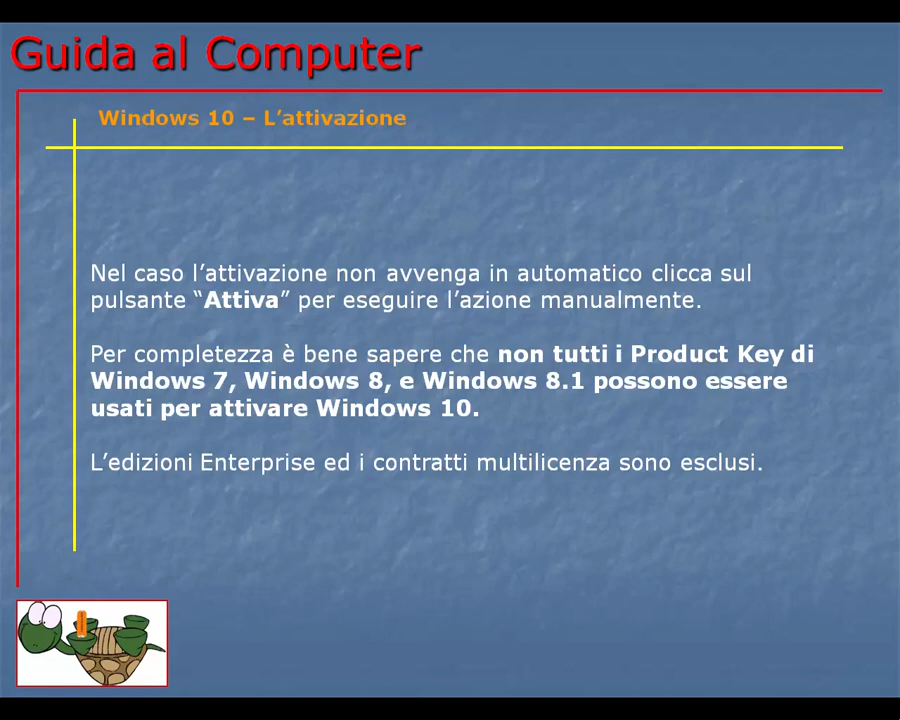 Guida al Computer
Windows 10 – L’attivazione
Nel caso l’attivazione non avvenga in automatico clicca sul
pulsante “Attiva” per eseguire l’azione manualmente.
Per completezza è bene sapere che non tutti i Product Key di
Windows 7, Windows 8, e Windows 8.1 possono essere
usati per attivare Windows 10.
L’edizioni Enterprise ed i contratti multilicenza sono esclusi.